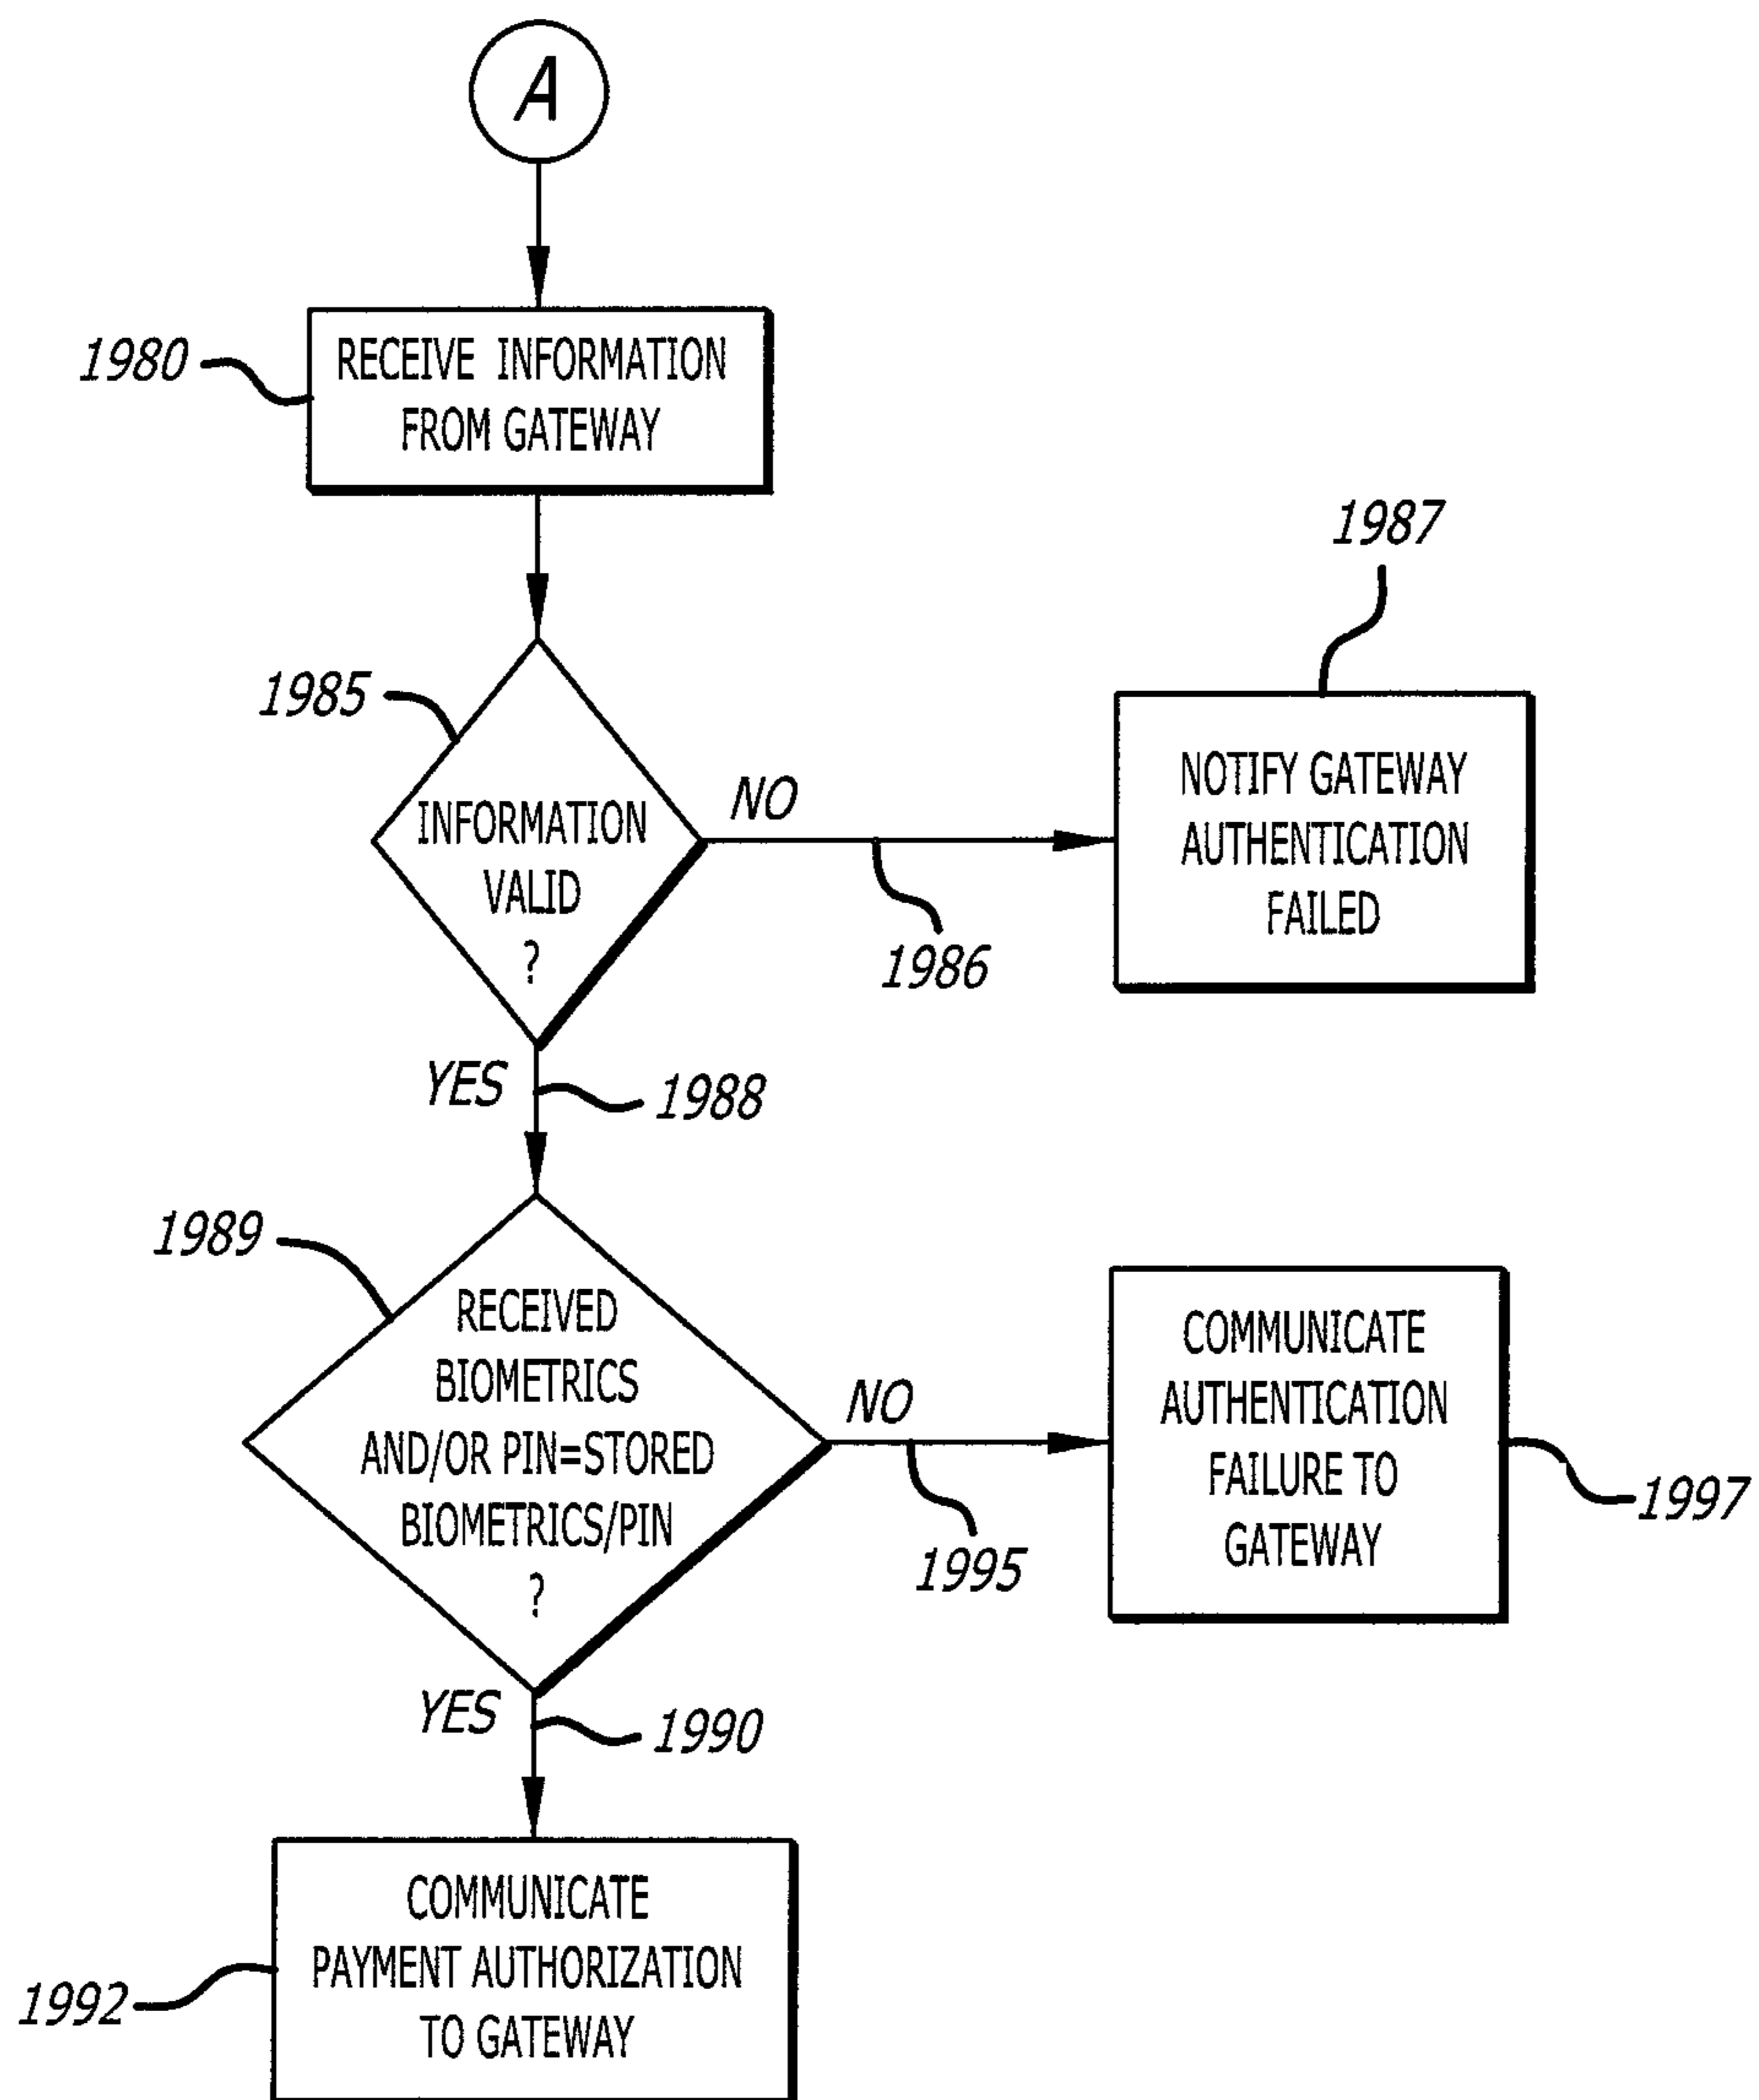 A
1980
RECEIVE INFORMATION
FROM GATEWAY
1987
1985
INFORMATION
VALID
?
NO
1986
NOTIFY GATEWAY
AUTHENTICATION
FAILED
YES
1988
1989
RECEIVED
BIOMETRICS
AND/OR PIN=STORED
BIOMETRICS/PIN
?
NO
1995
COMMUNICATE
AUTHENTICATION
FAILURE TO
GATEWAY
1997
YES
1990
COMMUNICATE
PAYMENT AUTHORIZATION
TO GATEWAY
1992